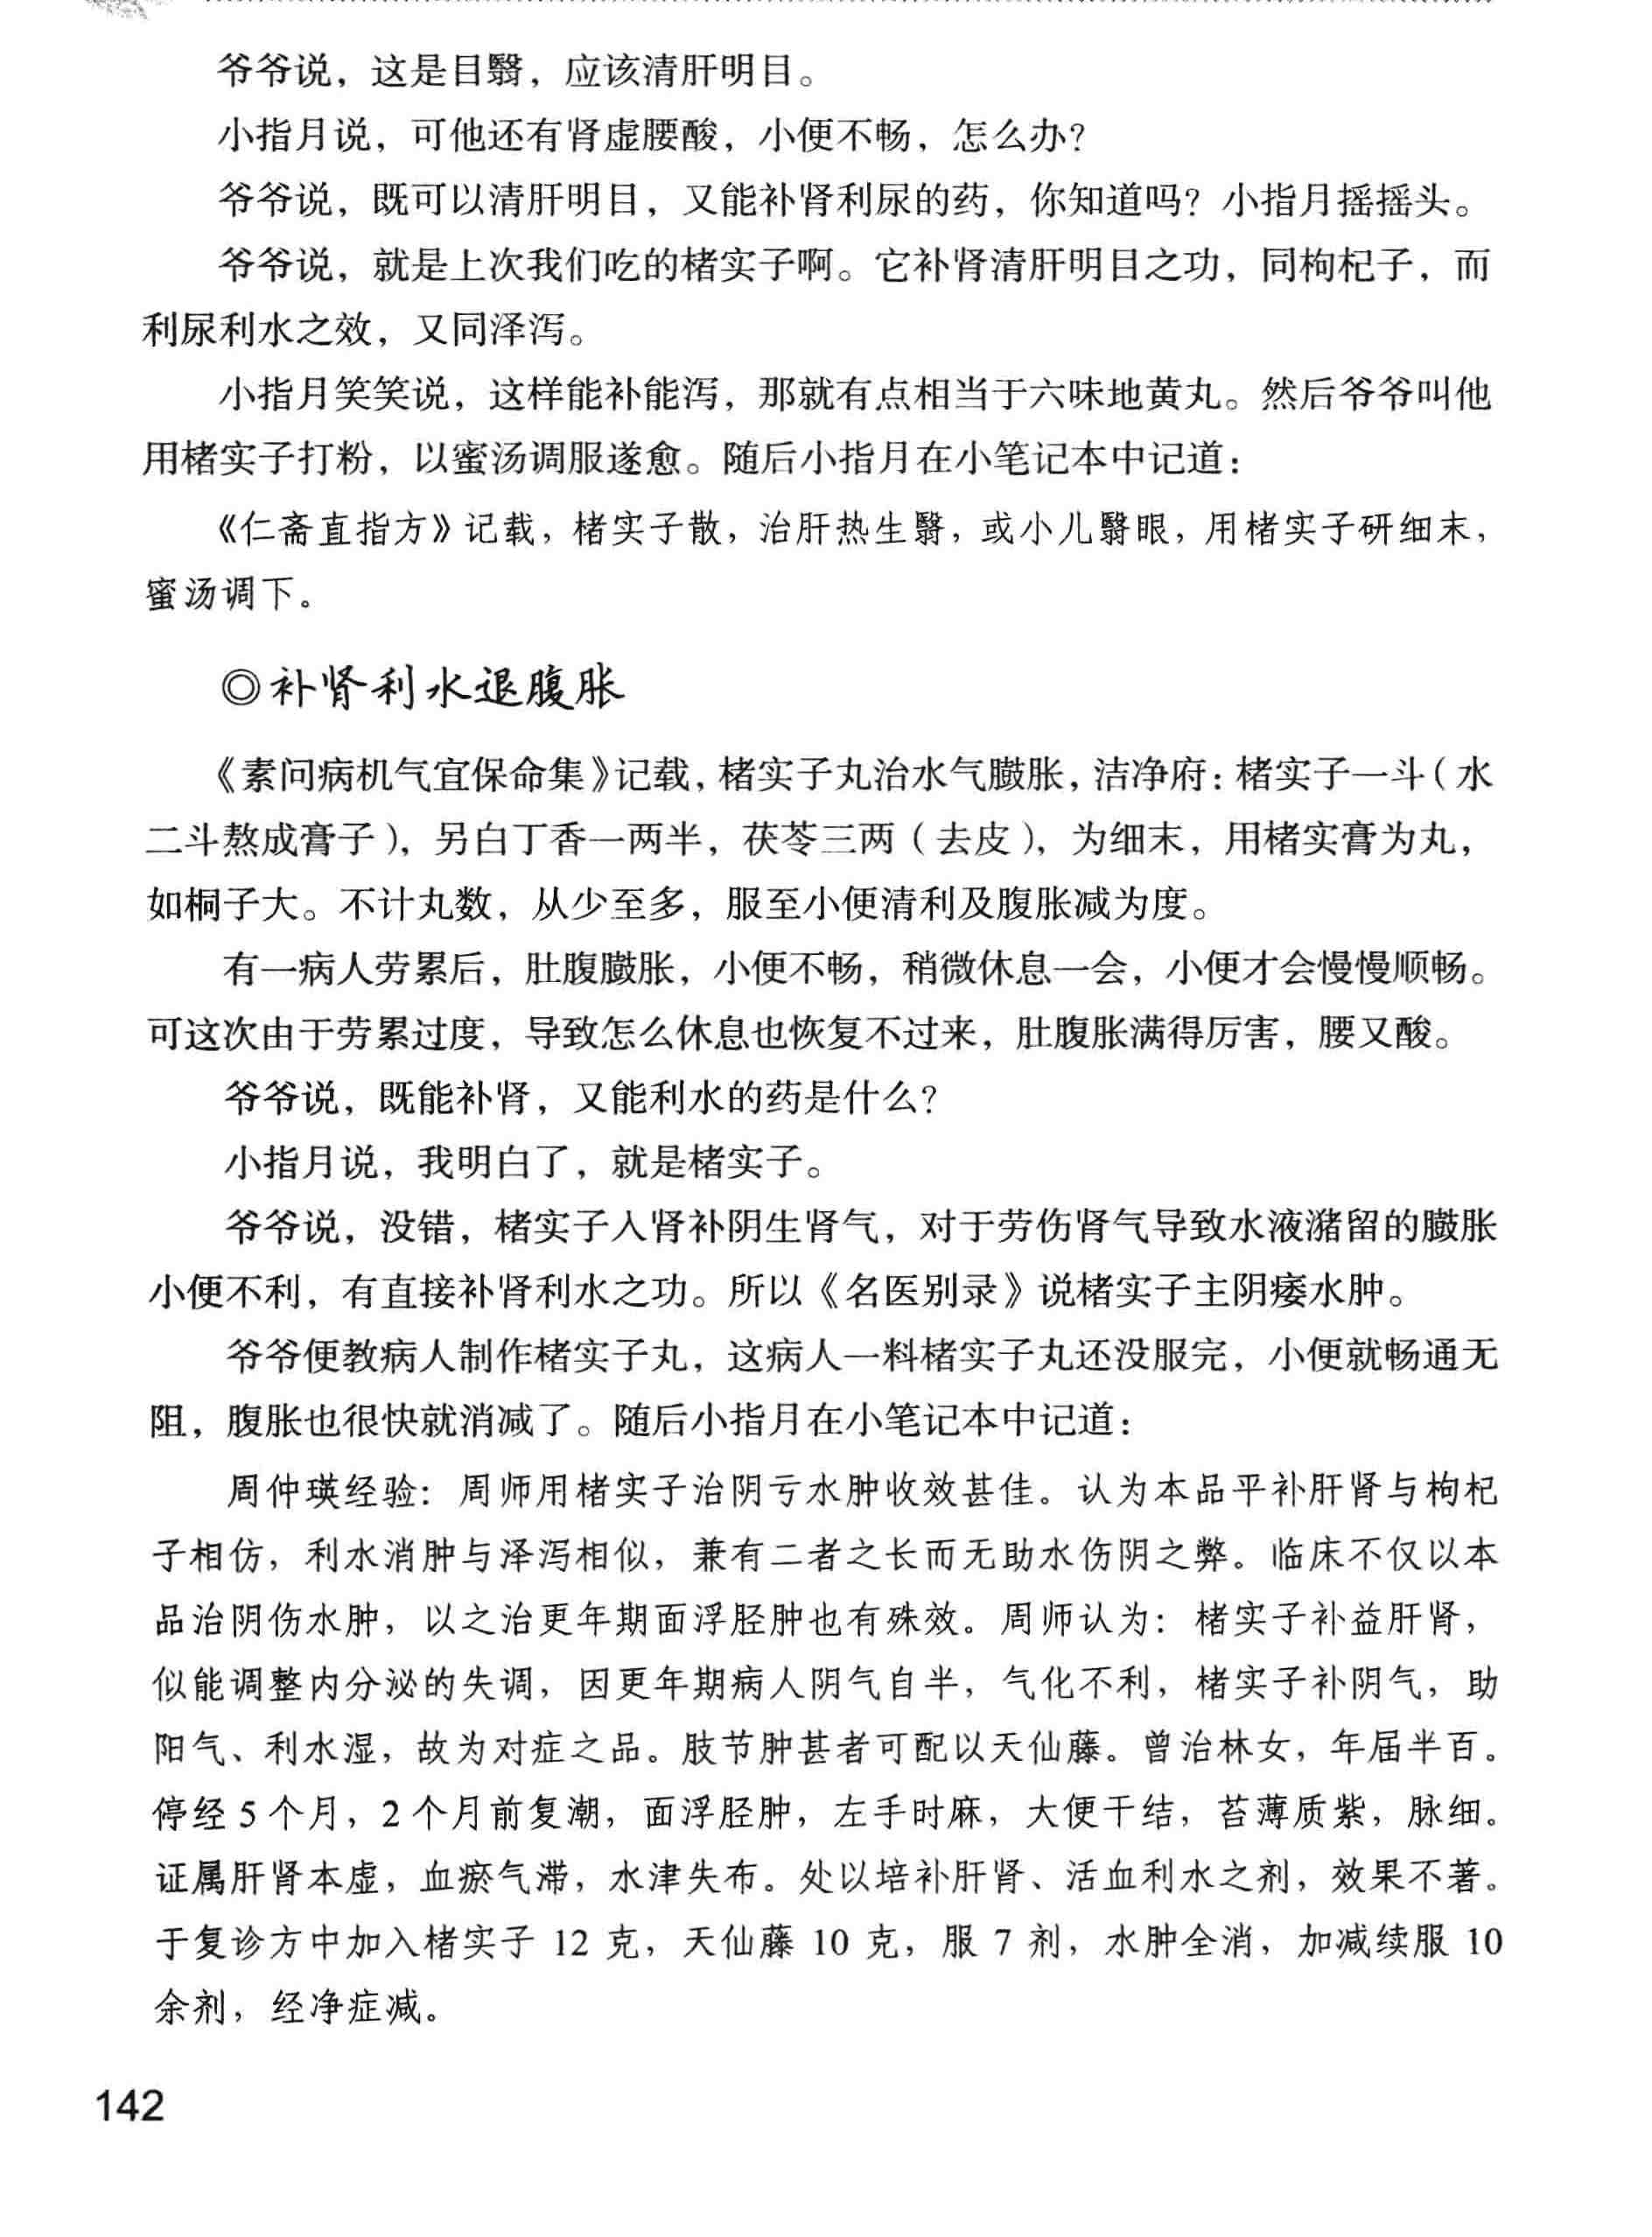 爷爷说，这是目翳，应该清肝明目。
小指月说，可他还有肾虚腰酸，小便不畅，怎么办？
爷爷说，既可以清肝明目，又能补肾利尿的药，你知道吗？小指月摇摇头。
爷爷说，就是上次我们吃的楮实子啊。它补肾清肝明目之功，同枸杞子，而
利尿利水之效，又同泽泻。
小指月笑笑说，这样能补能泻，那就有点相当于六味地黄丸。然后爷爷叫他
用楮实子打粉，以蜜汤调服遂愈。随后小指月在小笔记本中记道：
《仁斋直指方》记载，楮实子散，治肝热生翳，或小儿翳眼，用楮实子研细末，
蜜汤调下。
◎补肾利水退腹胀
《素问病机气宜保命集》记载，楮实子丸治水气臌胀，洁净府：楮实子一斗（水
二斗熬成膏子），另白丁香一两半，茯苓三两（去皮），为细末，用楮实膏为丸，
如桐子大。不计丸数，从少至多，服至小便清利及腹胀减为度。
有一病人劳累后，肚腹臌胀，小便不畅，稍微休息一会，小便才会慢慢顺畅。
可这次由于劳累过度，导致怎么休息也恢复不过来，肚腹胀满得厉害，腰又酸。
爷爷说，既能补肾，又能利水的药是什么？
小指月说，我明白了，就是楮实子。
爷爷说，没错，楮实子入肾补阴生肾气，对于劳伤肾气导致水液潴留的臌胀
小便不利，有直接补肾利水之功。所以《名医别录》说楮实子主阴痿水肿。
爷爷便教病人制作楮实子丸，这病人一料楮实子丸还没服完，小便就畅通无
阻，腹胀也很快就消减了。随后小指月在小笔记本中记道：
周仲瑛经验：周师用楮实子治阴亏水肿收效甚佳。认为本品平补肝肾与枸杞
子相仿，利水消肿与泽泻相似，兼有二者之长而无助水伤阴之弊。临床不仅以本
品治阴伤水肿，以之治更年期面浮胫肿也有殊效。周师认为：楮实子补益肝肾，
似能调整内分泌的失调，因更年期病人阴气自半，气化不利，楮实子补阴气，助
阳气、利水湿，故为对症之品。肢节肿甚者可配以天仙藤。曾治林女，年届半百。
停经 5 个月，2 个月前复潮，面浮胫肿，左手时麻，大便干结，苔薄质紫，脉细。
证属肝肾本虚，血瘀气滞，水津失布。处以培补肝肾、活血利水之剂，效果不著。
于复诊方中加入楮实子 12 克，天仙藤 10 克，服 7 剂，水肿全消，加减续服 10
余剂，经净症减。
142